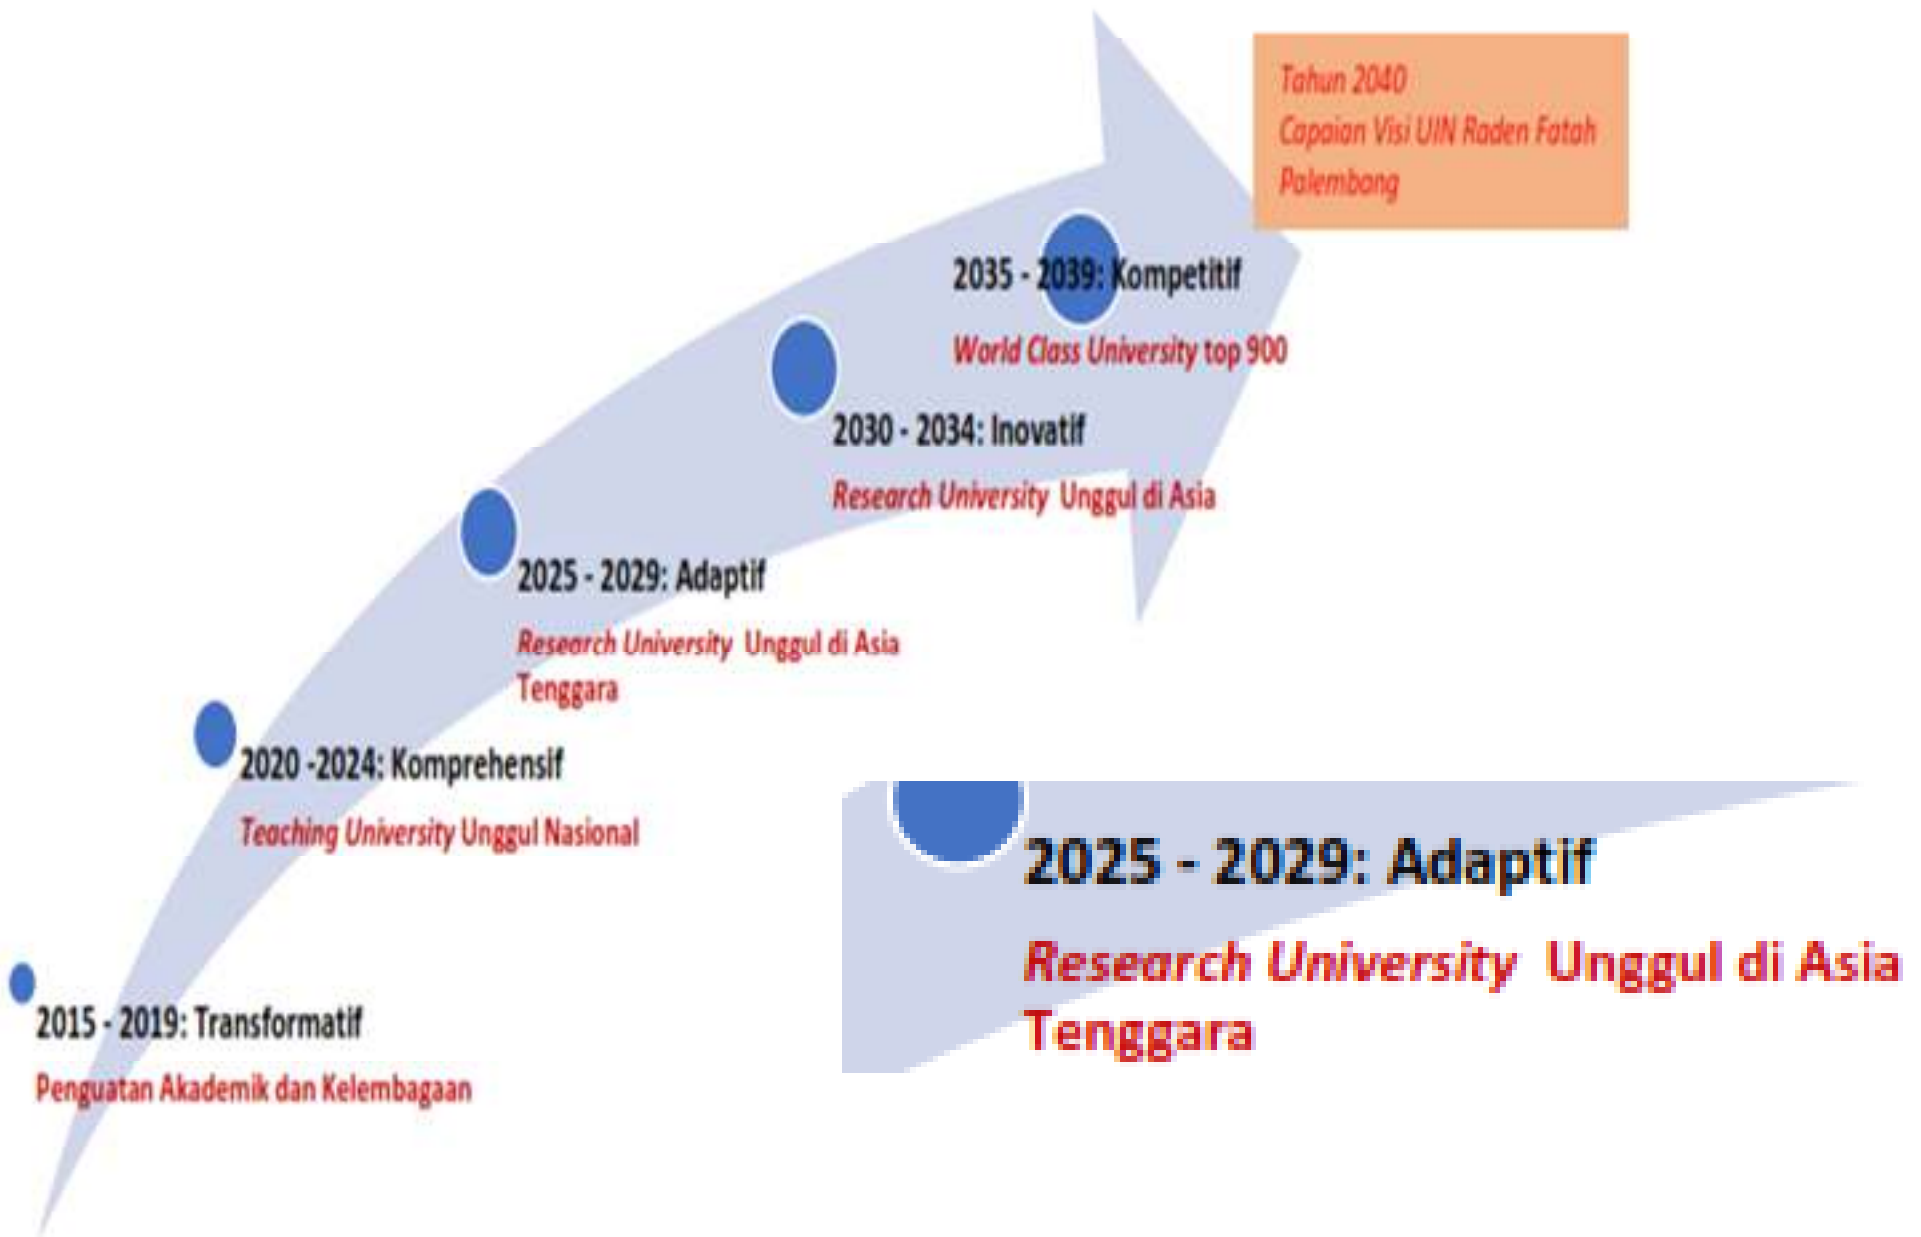 Tahun 2040
Capaian Visi UIN Raden Fatah
Palembang
2035 - 2039: Kompetitif
World Class University top 900
2030 - 2034: Inovatif
Research University Unggul di Asia
2025 - 2029: Adaptif
Research University Unggul di Asia
Tenggara
2020 -2024: Komprehensif
Teaching University Unggul Nasional
2015 - 2019: Transformatif
Penguatan Akademik dan Kelembagaan
2025 - 2029: Adaptif
Research University Unggul di Asia
Tenggara